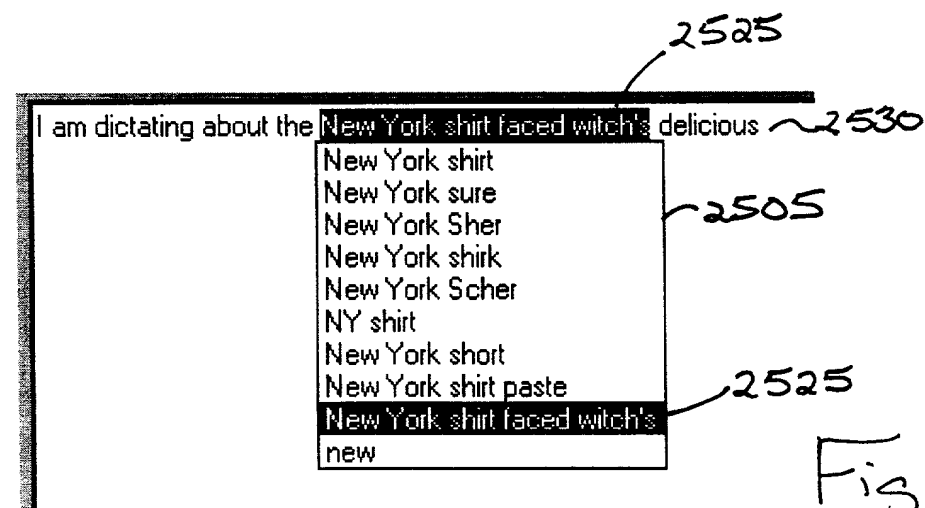 2525
I am dictating about the New York shirt faced witch's delicious 2530
New York shirt
New York sure
2505
New York Sher
New York shirk
New York Scher
NY shirt
New York short
New York shirt paste
2525
New York shirt faced witch's
new
Fig